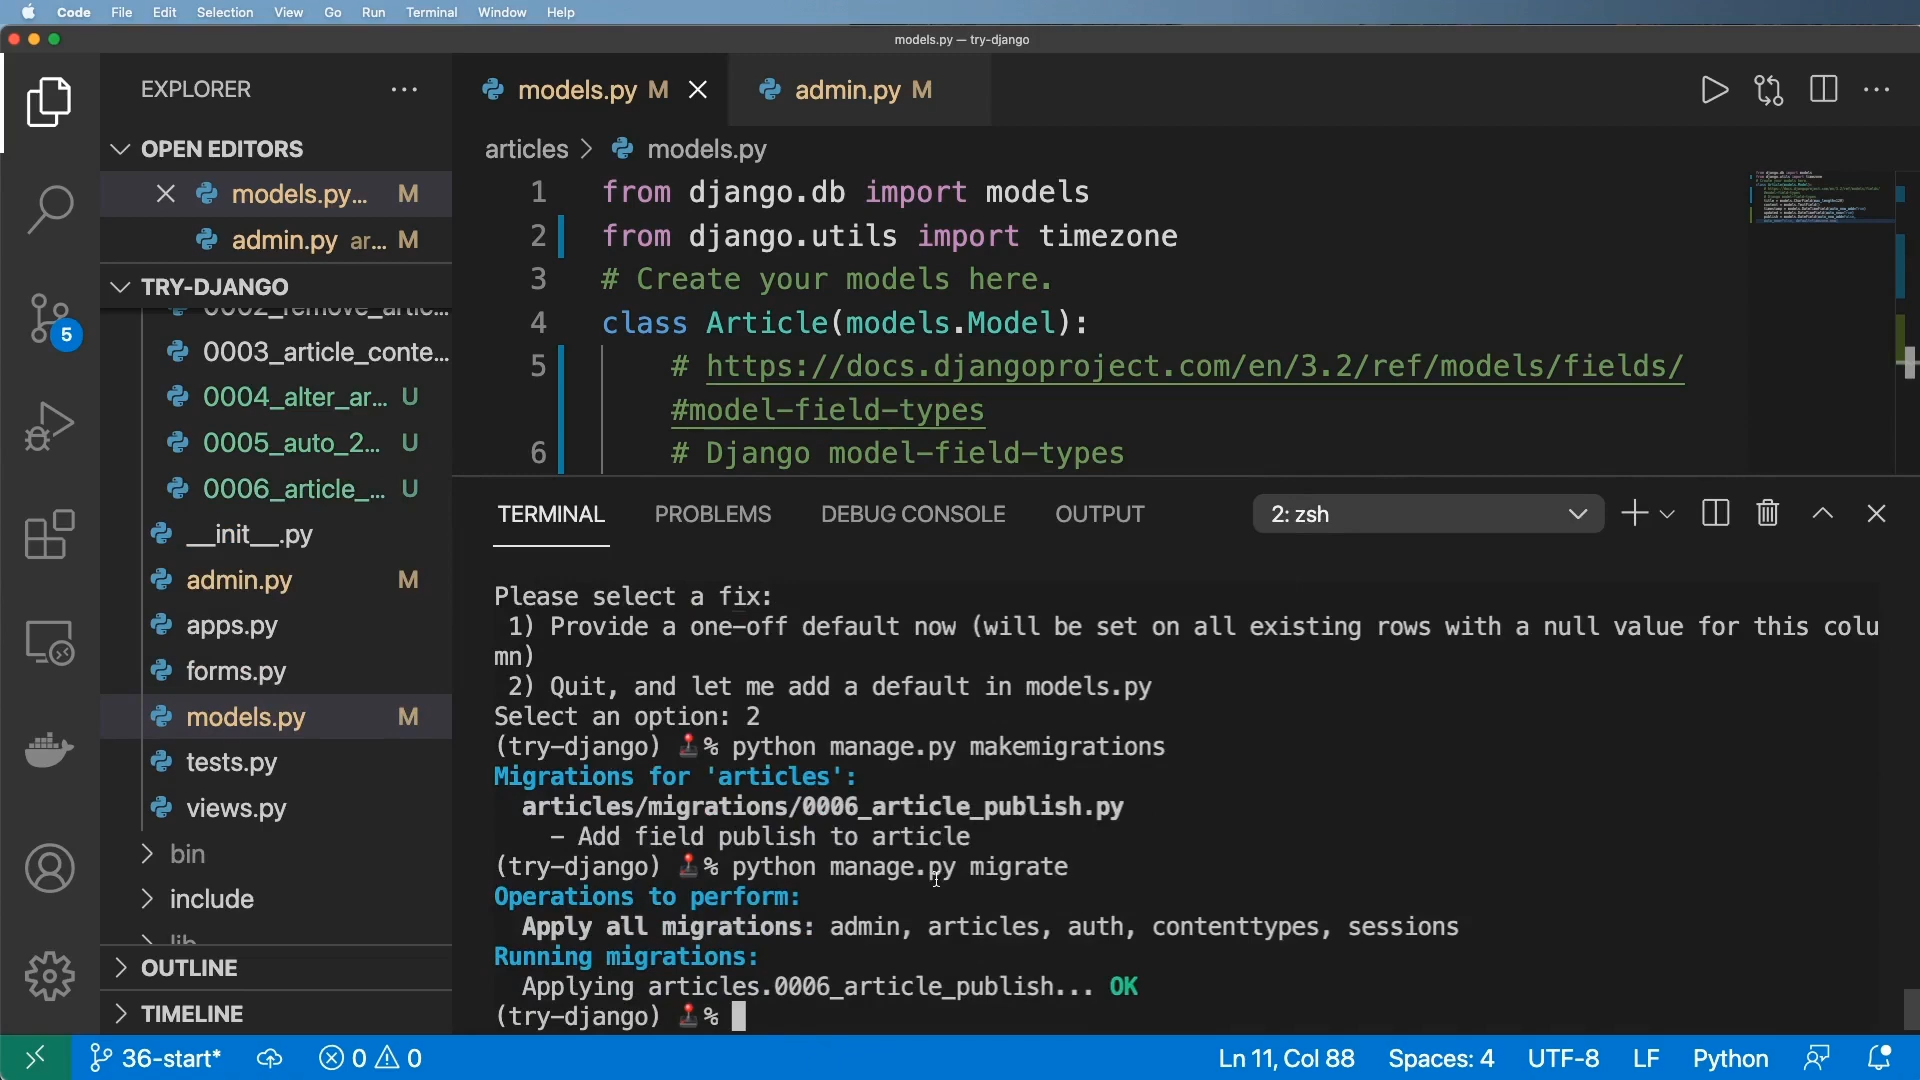 Code File Edit Selection View Go Run Terminal Window Help
models.py — try-django
EXPLORER
OPEN EDITORS
models.py... M
admin.py ar... M
TRY-DJANGO
0002_remove_artic...
0003_article_conte...
0004_alter_ar... U
0005_auto_2... U
0006_article_... U
__init__.py
admin.py M
apps.py
forms.py
models.py M
tests.py
views.py
bin
include
lib
OUTLINE
TIMELINE
5
models.py M
admin.py M
articles > models.py
1 from django.db import models
2 from django.utils import timezone
3 # Create your models here.
4 class Article(models.Model):
5 # https://docs.djangoproject.com/en/3.2/ref/models/fields/
#model-field-types
6 # Django model-field-types
TERMINAL PROBLEMS DEBUG CONSOLE OUTPUT 2: zsh
Please select a fix:
1) Provide a one-off default now (will be set on all existing rows with a null value for this colu
mn)
2) Quit, and let me add a default in models.py
Select an option: 2
(try-django) 🕹% python manage.py makemigrations
Migrations for 'articles':
articles/migrations/0006_article_publish.py
- Add field publish to article
(try-django) 🕹% python manage.py migrate
Operations to perform:
Apply all migrations: admin, articles, auth, contenttypes, sessions
Running migrations:
Applying articles.0006_article_publish... OK
(try-django) 🕹%
36-start* 0 0 Ln 11, Col 88 Spaces: 4 UTF-8 LF Python